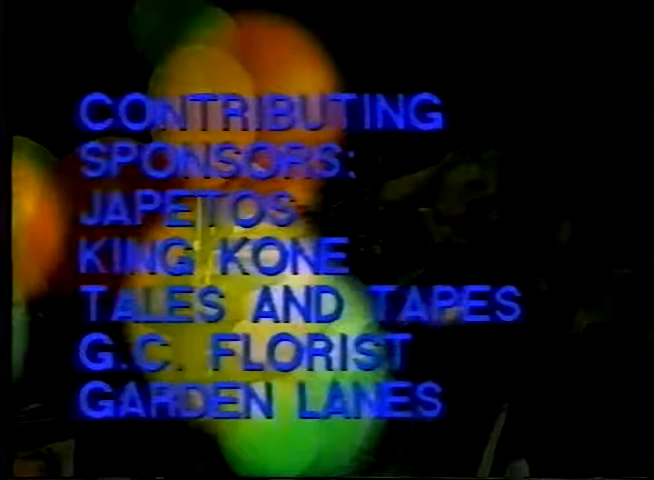 CONTRIBUTING
SPONSORS:
JAPETOS
KING KONE
TALES AND TAPES
G.C. FLORIST
GARDEN LANES